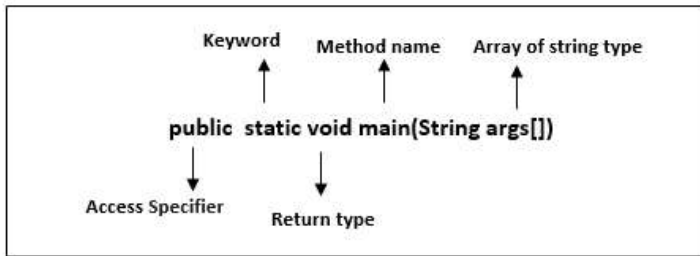 Keyword
Method name
Array of string type
public static void main(String args[])
Access Specifier
Return type